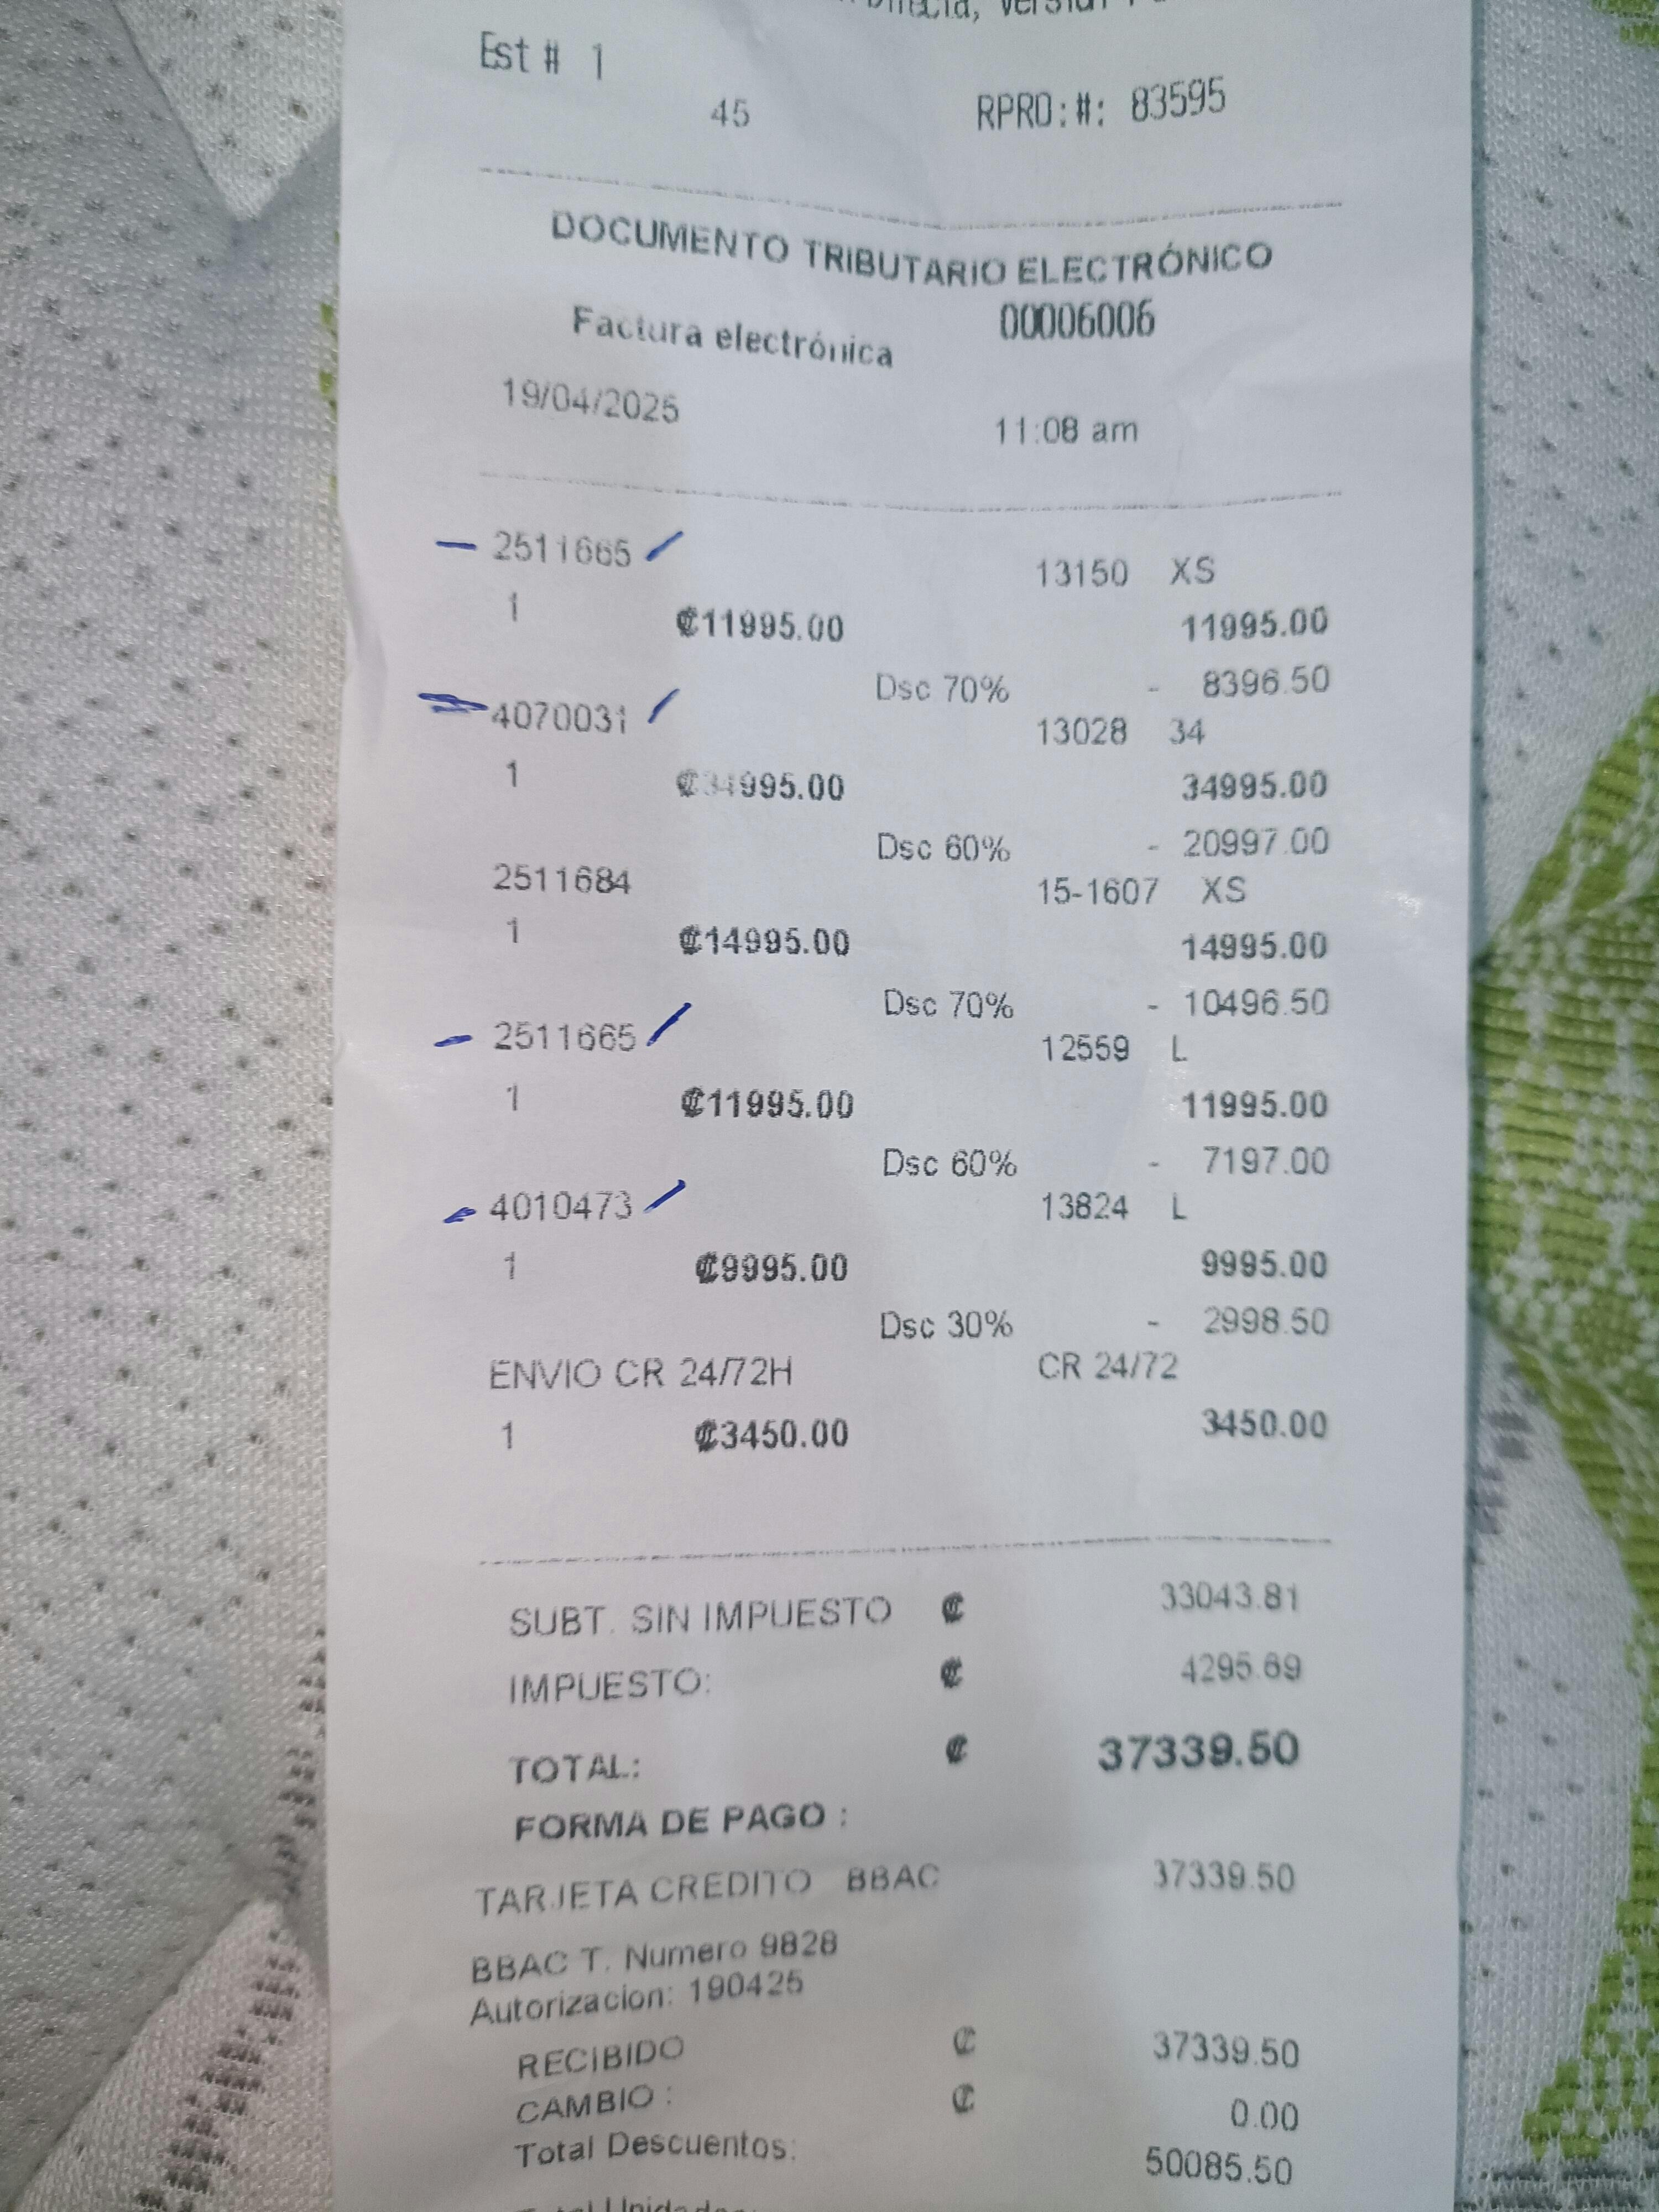 Est # 1
45 RPRO:#: 83595
DOCUMENTO TRIBUTARIO ELECTRÓNICO
Factura electrónica 00006006
19/04/2025 11:08 am
2511665 13150 XS
1 ₡11995.00 11995.00
Dsc 70% - 8396.50
4070031 13028 34
1 ₡34995.00 34995.00
Dsc 60% - 20997.00
2511684 15-1607 XS
1 ₡14995.00 14995.00
Dsc 70% - 10496.50
2511665 12559 L
1 ₡11995.00 11995.00
Dsc 60% - 7197.00
4010473 13824 L
1 ₡9995.00 9995.00
Dsc 30% - 2998.50
ENVIO CR 24/72H CR 24/72
1 ₡3450.00 3450.00
SUBT. SIN IMPUESTO ₡ 33043.81
IMPUESTO: ₡ 4295.69
TOTAL: ₡ 37339.50
FORMA DE PAGO :
TARJETA CREDITO BBAC 37339.50
BBAC T. Numero 9828
Autorizacion: 190425
RECIBIDO ₡ 37339.50
CAMBIO : ₡ 0.00
Total Descuentos: 50085.50